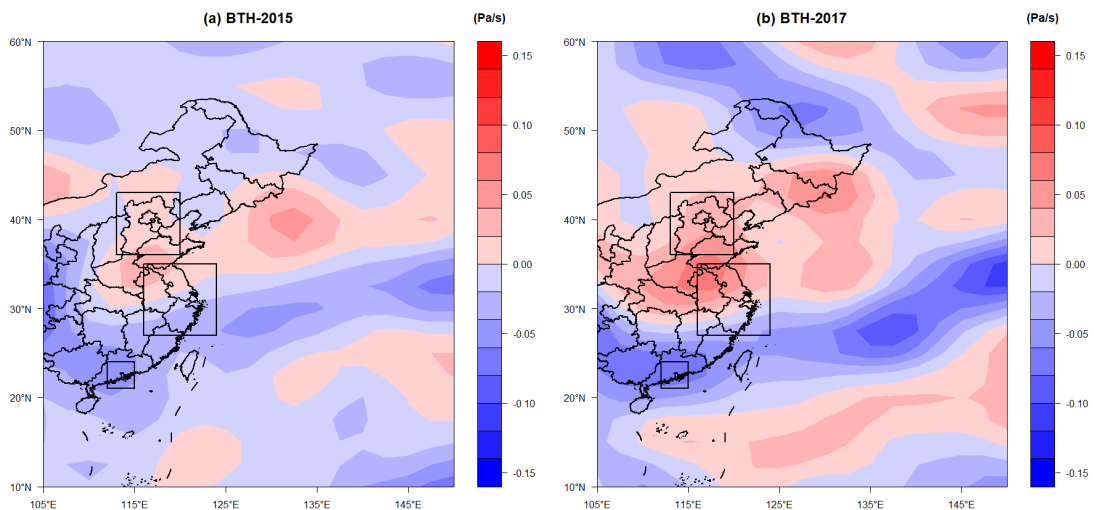 (a) BTH-2015
(Pa/s)
60°N
50°N
40°N
30°N
20°N
10°N
105°E
115°E
125°E
135°E
145°E
0.15
0.10
0.05
0.00
-0.05
-0.10
-0.15
(b) BTH-2017
(Pa/s)
60°N
50°N
40°N
30°N
20°N
10°N
105°E
115°E
125°E
135°E
145°E
0.15
0.10
0.05
0.00
-0.05
-0.10
-0.15